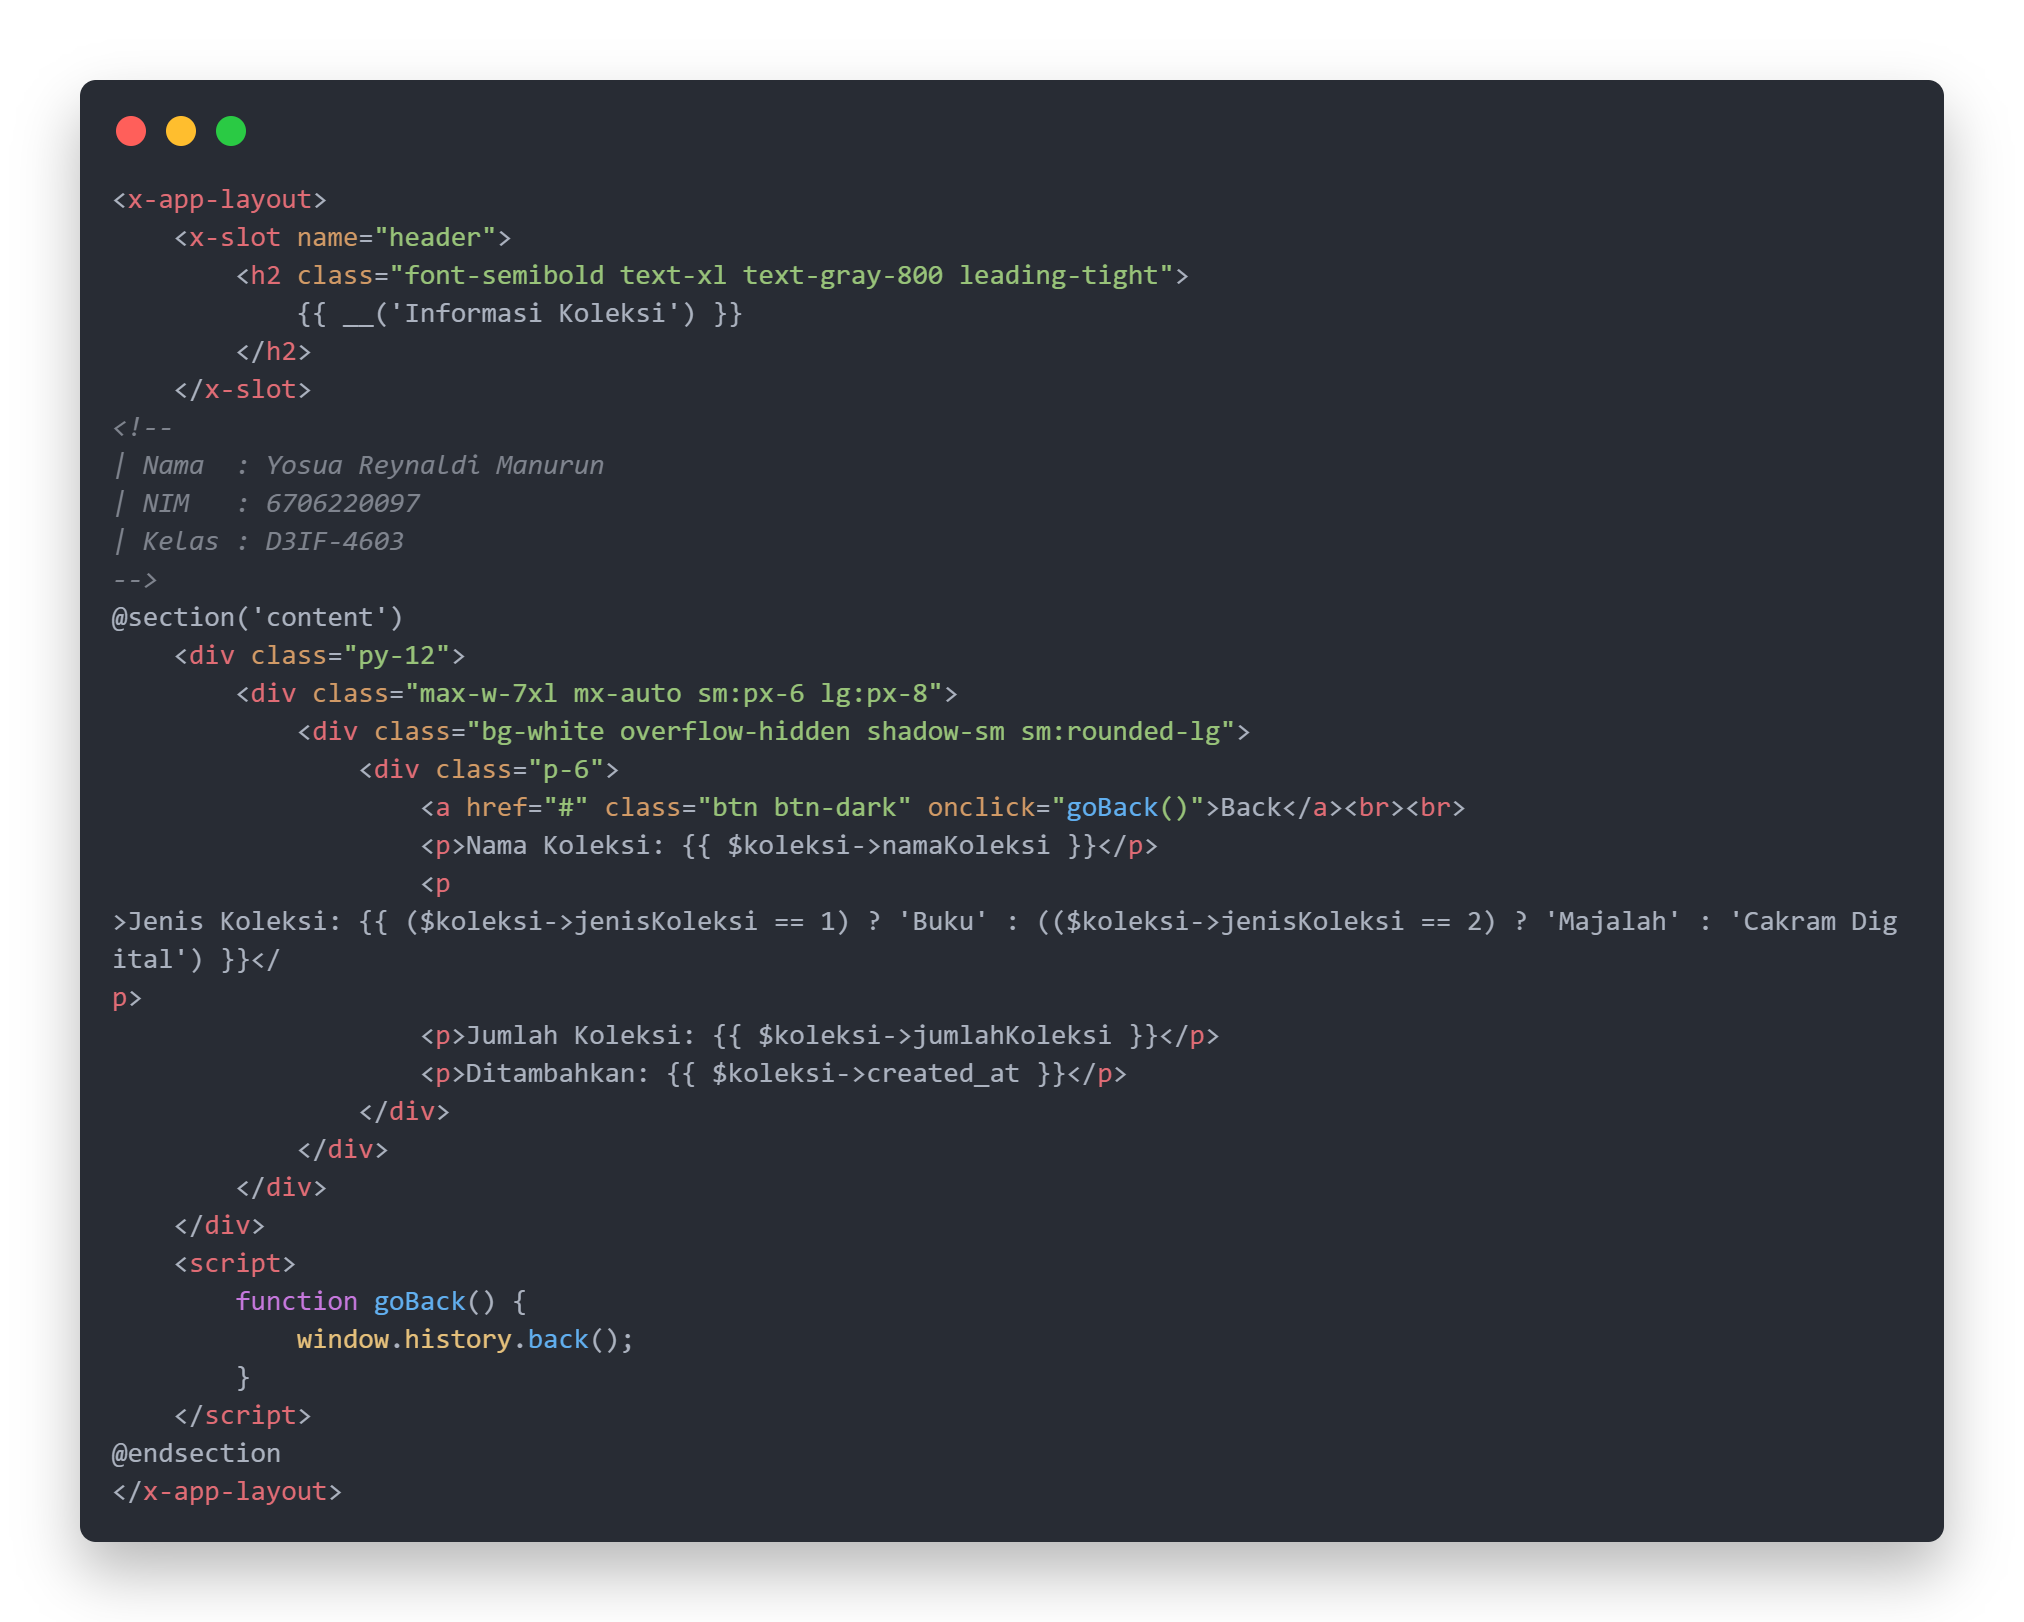 <x-app-layout>
    <x-slot name="header">
        <h2 class="font-semibold text-xl text-gray-800 leading-tight">
            {{ __('Informasi Koleksi') }}
        </h2>
    </x-slot>
<!--
| Nama  : Yosua Reynaldi Manurun
| NIM   : 6706220097
| Kelas : D3IF-4603
-->
@section('content')
    <div class="py-12">
        <div class="max-w-7xl mx-auto sm:px-6 lg:px-8">
            <div class="bg-white overflow-hidden shadow-sm sm:rounded-lg">
                <div class="p-6">
                    <a href="#" class="btn btn-dark" onclick="goBack()">Back</a><br><br>
                    <p>Nama Koleksi: {{ $koleksi->namaKoleksi }}</p>
                    <p
>Jenis Koleksi: {{ ($koleksi->jenisKoleksi == 1) ? 'Buku' : (($koleksi->jenisKoleksi == 2) ? 'Majalah' : 'Cakram Dig
ital') }}</
p>
                    <p>Jumlah Koleksi: {{ $koleksi->jumlahKoleksi }}</p>
                    <p>Ditambahkan: {{ $koleksi->created_at }}</p>
                </div>
            </div>
        </div>
    </div>
    <script>
        function goBack() {
            window.history.back();
        }
    </script>
@endsection
</x-app-layout>